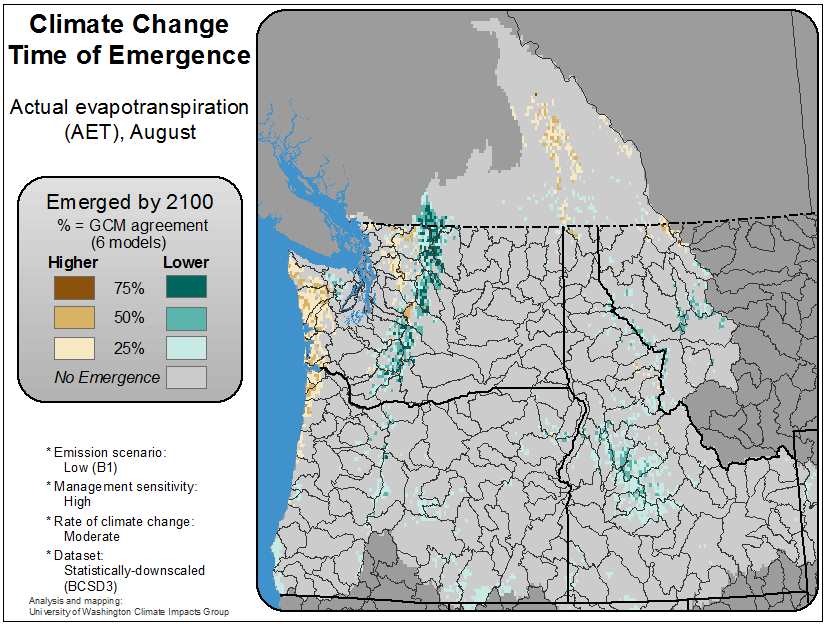 Climate Change
Time of Emergence
Actual evapotranspiration
(AET), August
Emerged by 2100
% = GCM agreement
(6 models)
Higher Lower
75%
50%
25%
No Emergence
* Emission scenario:
Low (B1)
* Management sensitivity:
High
* Rate of climate change:
Moderate
* Dataset:
Statistically-downscaled
(BCSD3)
Analysis and mapping:
University of Washington Climate Impacts Group